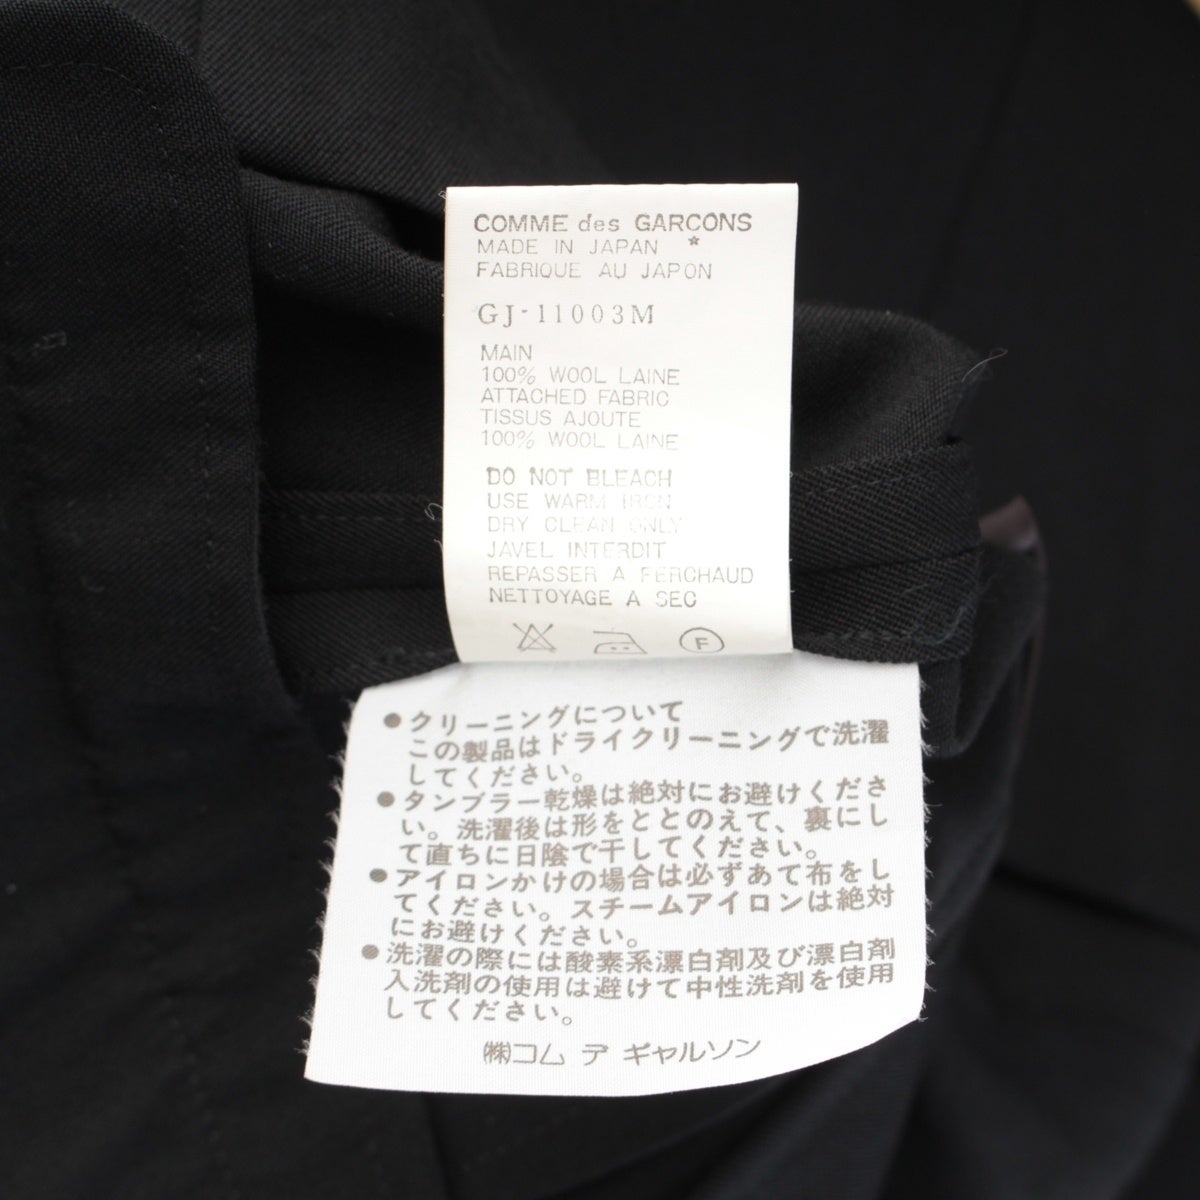 COMME des GARCONS
MADE IN JAPAN *
FABRIQUE AU JAPON
GJ-11003M
MAIN
100% WOOL LAINE
ATTACHED FABRIC
TISSUS AJOUTE
100% WOOL LAINE
DO NOT BLEACH
USE WARM IRON
DRY CLEAN ONLY
JAVEL INTERDIT
REPASSER A FERCHAUD
NETTOYAGE A SEC
F
●クリーニングについて
この製品はドライクリーニングで洗濯
してください。
●タンブラー乾燥は絶対にお避けくださ
い。洗濯後は形をととのえて、裏にし
て直ちに日陰で干してください。
●アイロンかけの場合は必ずあて布をし
てください。スチームアイロンは絶対
にお避けください。
●洗濯の際には酸素系漂白剤及び漂白剤
入洗剤の使用は避けて中性洗剤を使用
してください。
㈱コム デ ギャルソン